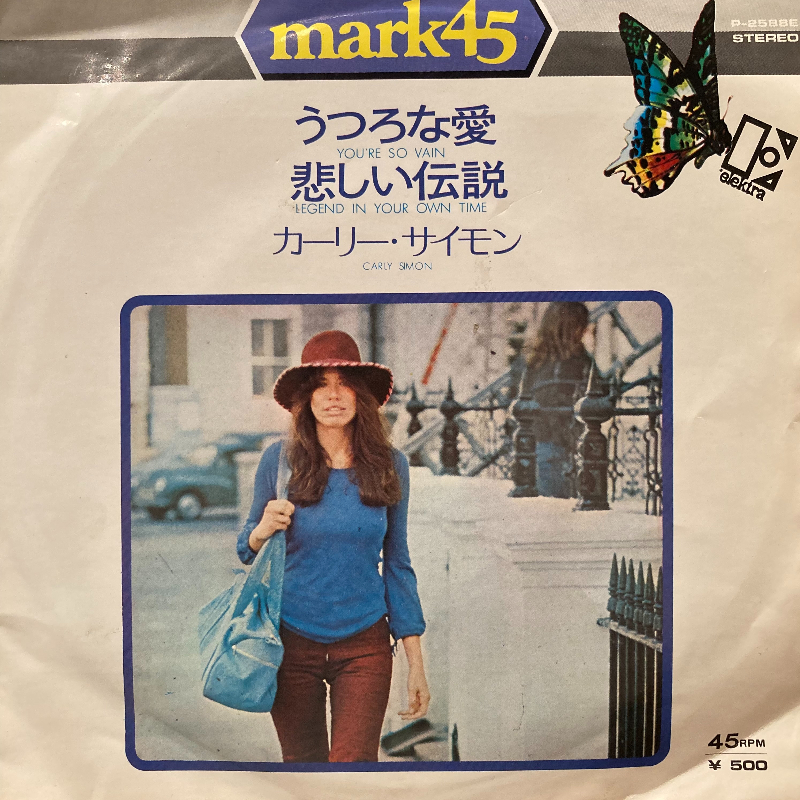 mark45
P-2588E
STEREO
うつろな愛
YOU'RE SO VAIN
悲しい伝説
LEGEND IN YOUR OWN TIME
カーリー・サイモン
CARLY SIMON
elektra
45RPM
¥ 500